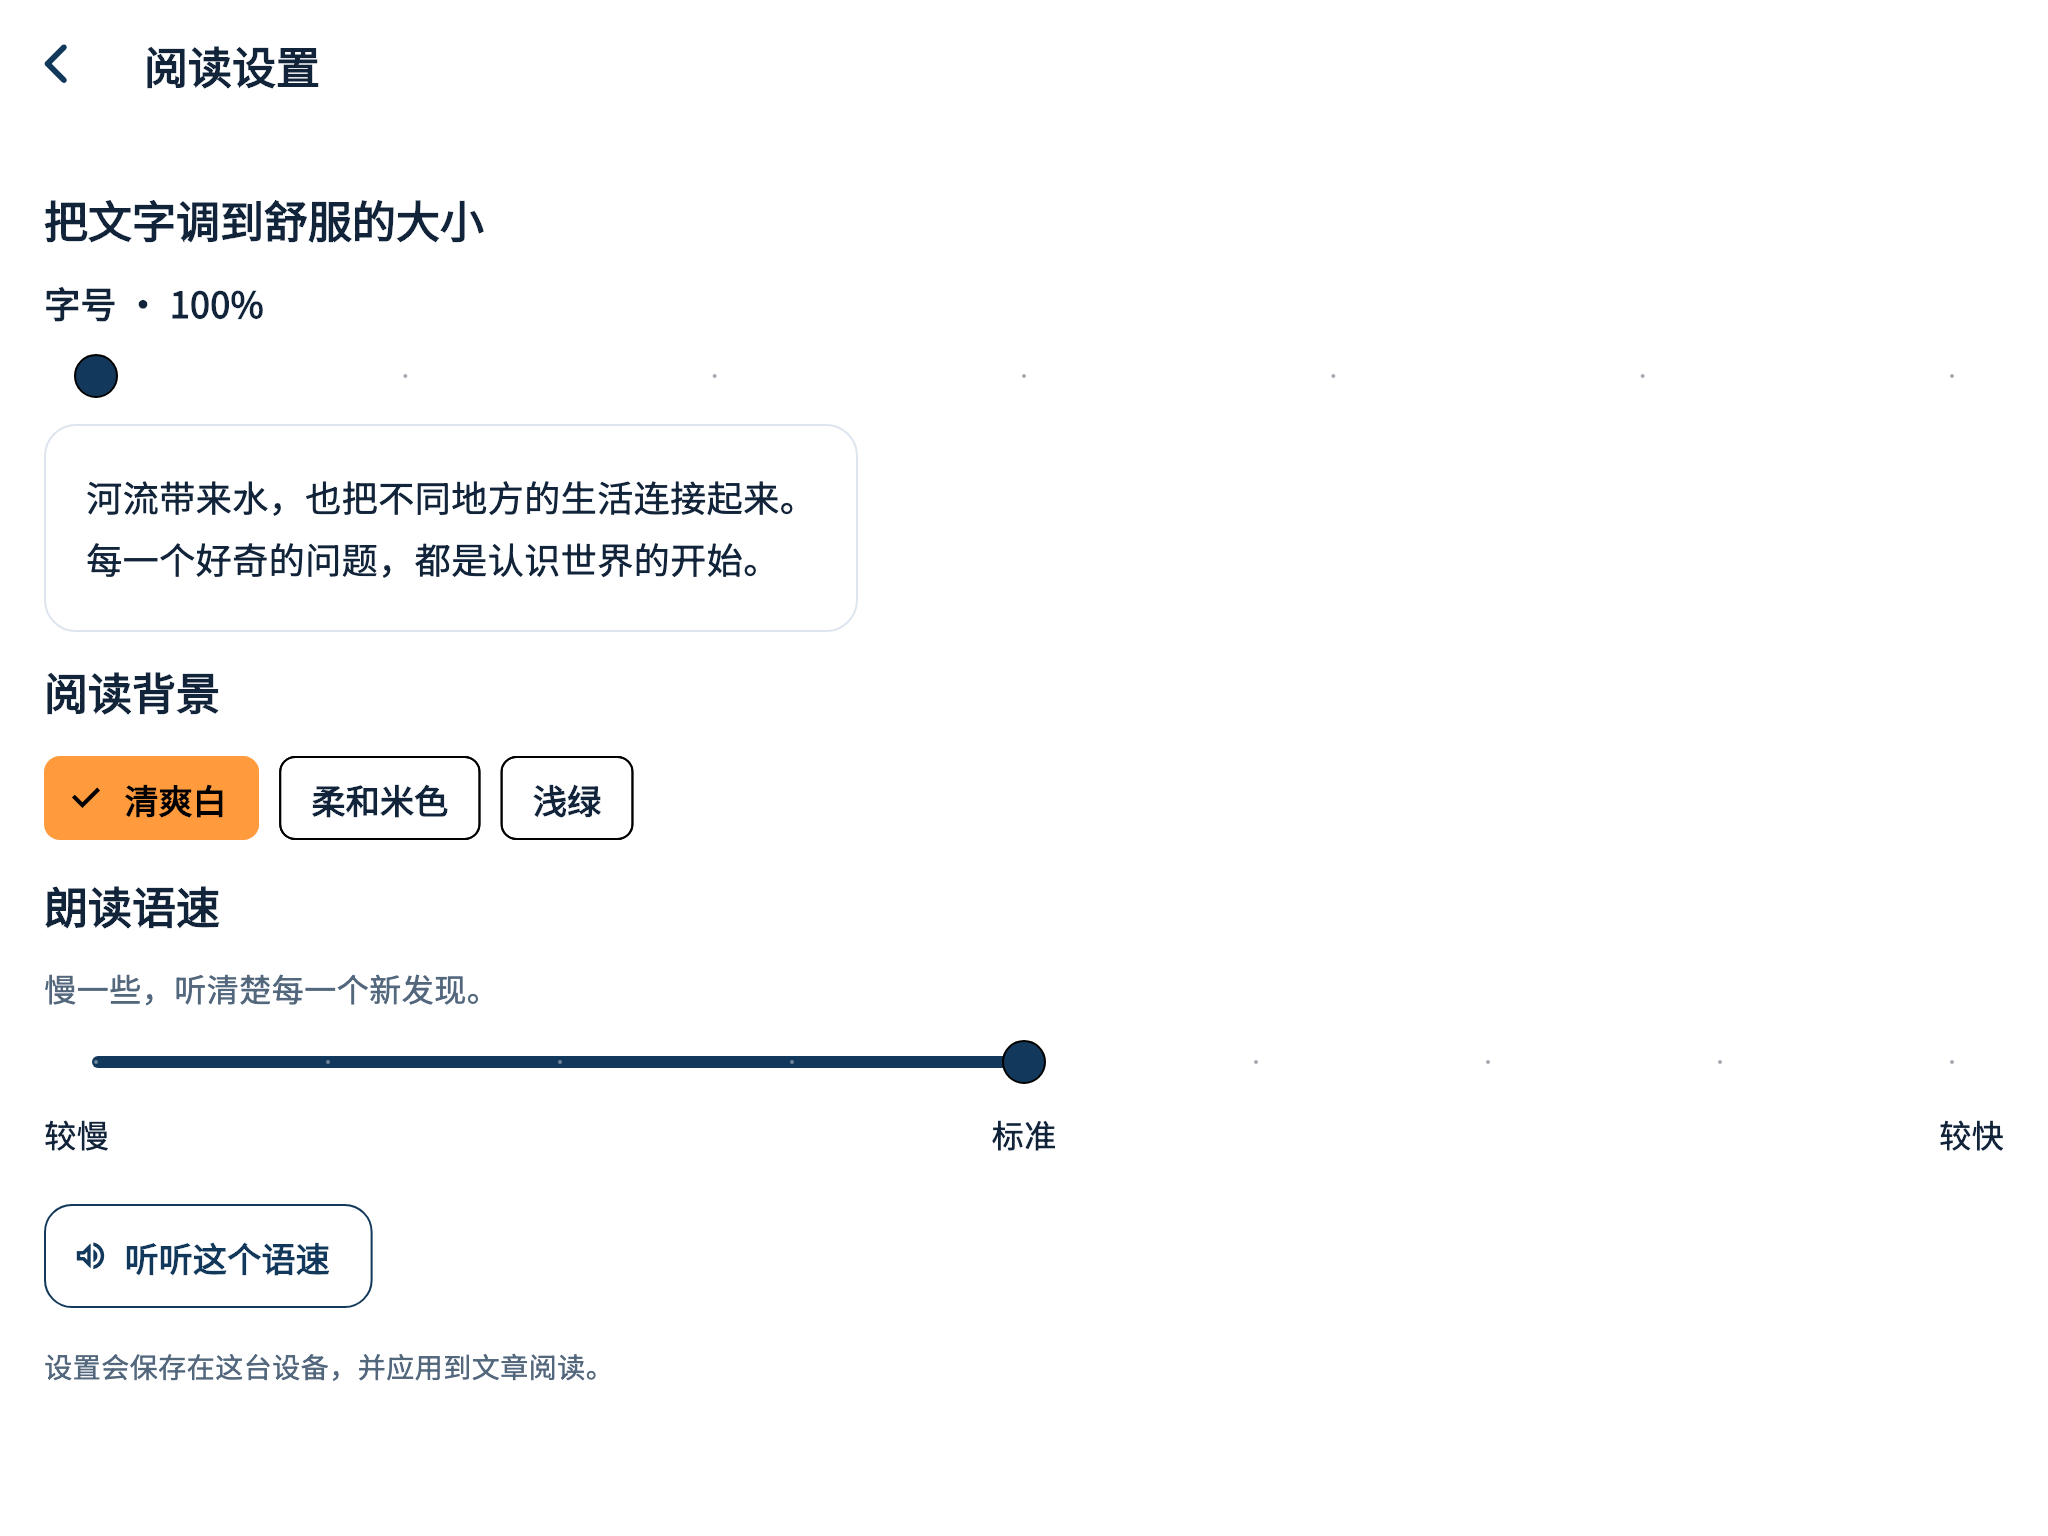 阅读设置
把文字调到舒服的大小
字号 · 100%
河流带来水，也把不同地方的生活连接起来。
每一个好奇的问题，都是认识世界的开始。
阅读背景
清爽白
柔和米色
浅绿
朗读语速
慢一些，听清楚每一个新发现。
较慢
标准
较快
听听这个语速
设置会保存在这台设备，并应用到文章阅读。